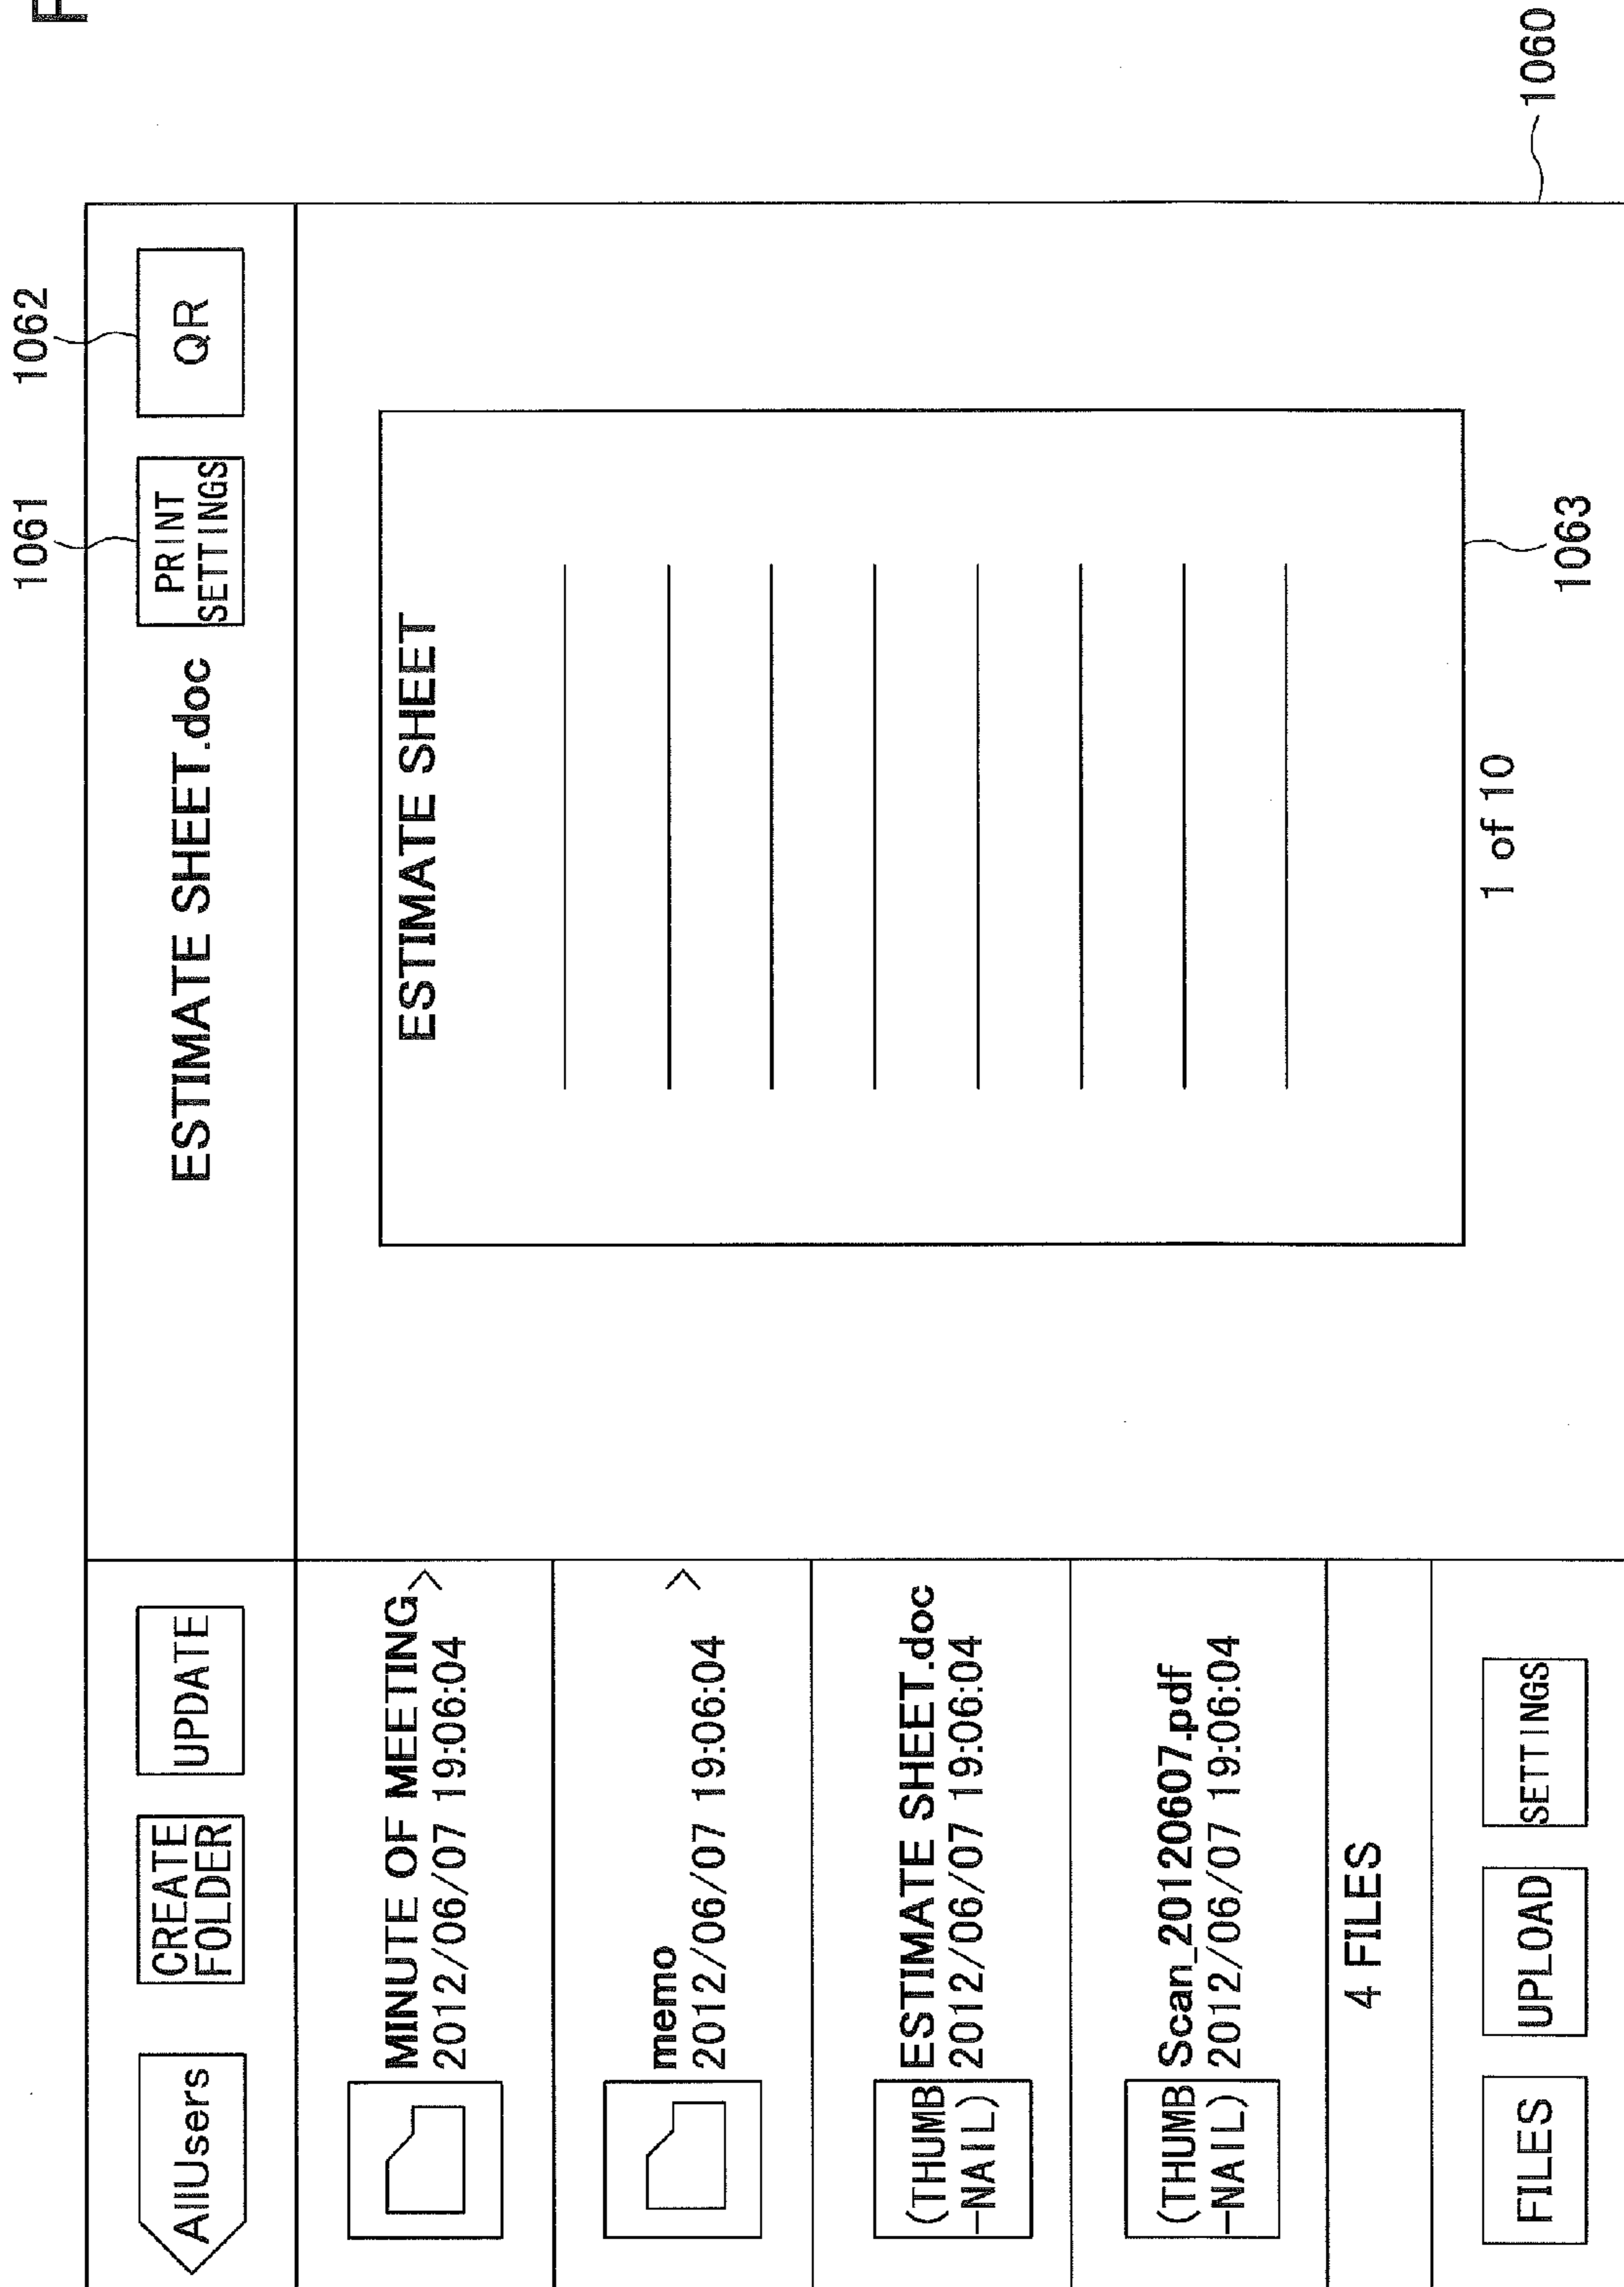 1061
1062
AllUsers
CREATE
FOLDER
UPDATE
ESTIMATE SHEET.doc
PRINT
SETTINGS
QR
MINUTE OF MEETING >
2012/06/07 19:06:04
memo
2012/06/07 19:06:04 >
(THUMB
-NAIL)
ESTIMATE SHEET.doc
2012/06/07 19:06:04
(THUMB
-NAIL)
Scan_20120607.pdf
2012/06/07 19:06:04
4 FILES
FILES
UPLOAD
SETTINGS
ESTIMATE SHEET
1 of 10
1063
1060